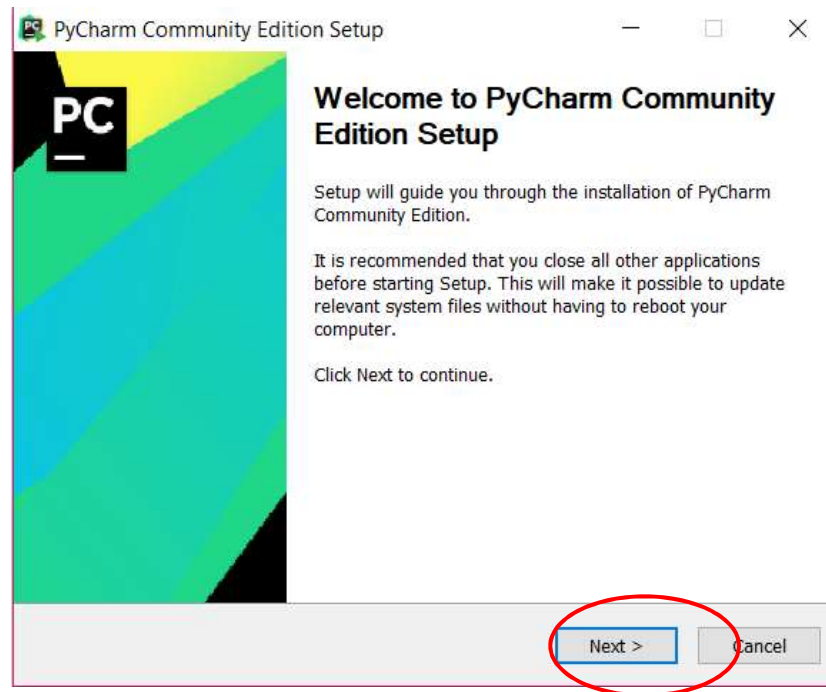 PyCharm Community Edition Setup
PC
Welcome to PyCharm Community
Edition Setup
Setup will guide you through the installation of PyCharm
Community Edition.
It is recommended that you close all other applications
before starting Setup. This will make it possible to update
relevant system files without having to reboot your
computer.
Click Next to continue.
Next >
Cancel